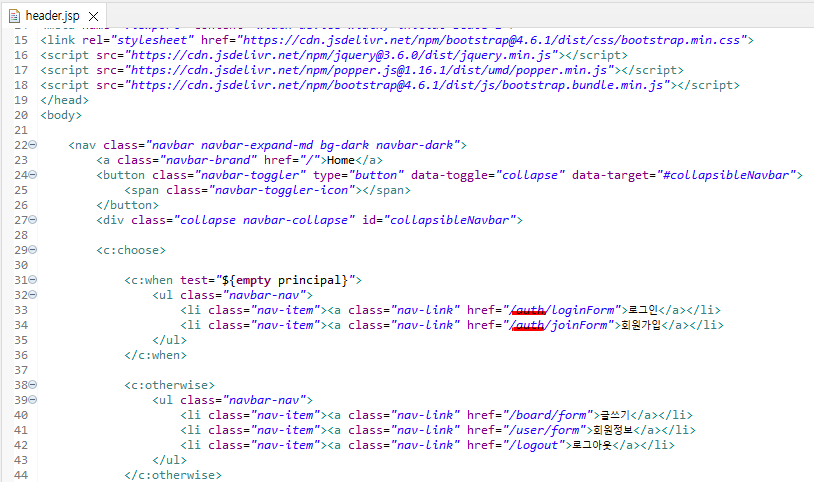 header.jsp
15 <link rel="stylesheet" href="https://cdn.jsdelivr.net/npm/bootstrap@4.6.1/dist/css/bootstrap.min.css">
16 <script src="https://cdn.jsdelivr.net/npm/jquery@3.6.0/dist/jquery.min.js"></script>
17 <script src="https://cdn.jsdelivr.net/npm/popper.js@1.16.1/dist/umd/popper.min.js"></script>
18 <script src="https://cdn.jsdelivr.net/npm/bootstrap@4.6.1/dist/js/bootstrap.bundle.min.js"></script>
19 </head>
20 <body>
21
22 <nav class="navbar navbar-expand-md bg-dark navbar-dark">
23 <a class="navbar-brand" href="/">Home</a>
24 <button class="navbar-toggler" type="button" data-toggle="collapse" data-target="#collapsibleNavbar">
25 <span class="navbar-toggler-icon"></span>
26 </button>
27 <div class="collapse navbar-collapse" id="collapsibleNavbar">
28
29 <c:choose>
30
31 <c:when test="${empty principal}">
32 <ul class="navbar-nav">
33 <li class="nav-item"><a class="nav-link" href="/auth/loginForm">로그인</a></li>
34 <li class="nav-item"><a class="nav-link" href="/auth/joinForm">회원가입</a></li>
35 </ul>
36 </c:when>
37
38 <c:otherwise>
39 <ul class="navbar-nav">
40 <li class="nav-item"><a class="nav-link" href="/board/form">글쓰기</a></li>
41 <li class="nav-item"><a class="nav-link" href="/user/form">회원정보</a></li>
42 <li class="nav-item"><a class="nav-link" href="/logout">로그아웃</a></li>
43 </ul>
44 </c:otherwise>